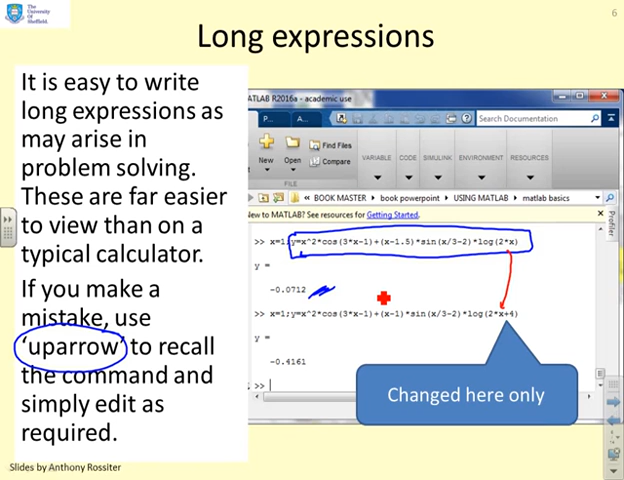 The
University
Of
Sheffield.
6
Long expressions
It is easy to write
long expressions as
may arise in
problem solving.
These are far easier
to view than on a
typical calculator.
If you make a
mistake, use
‘uparrow’ to recall
the command and
simply edit as
required.
MATLAB R2016a - academic use
P...
A...
Search Documentation
New
Open
Find Files
Compare
FILE
VARIABLE
CODE
SIMULINK
ENVIRONMENT
RESOURCES
BOOK MASTER
book powerpoint
USING MATLAB
matlab basics
New to MATLAB? See resources for Getting Started.
Profiler
>> x=1;y=x^2*cos(3*x-1)+(x-1.5)*sin(x/3-2)*log(2*x)
y =
-0.0712
>> x=1;y=x^2*cos(3*x-1)+(x-1)*sin(x/3-2)*log(2*x+4)
y =
-0.4161
>>
Changed here only
Slides by Anthony Rossiter